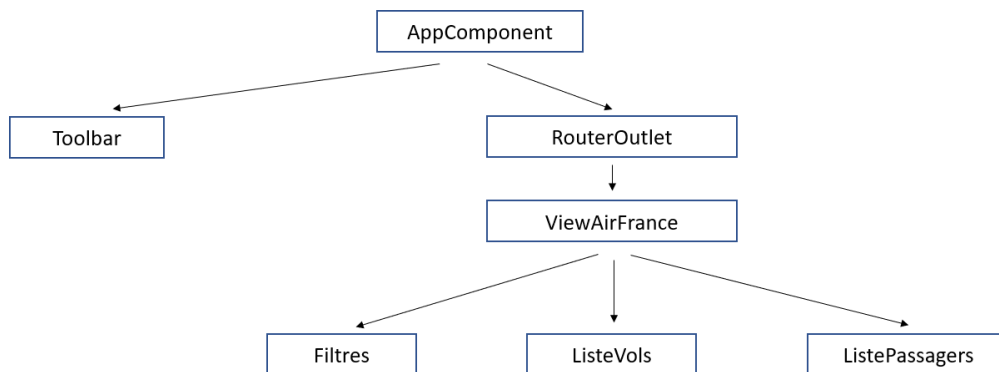 AppComponent
Toolbar
RouterOutlet
ViewAirFrance
Filtres
ListeVols
ListePassagers